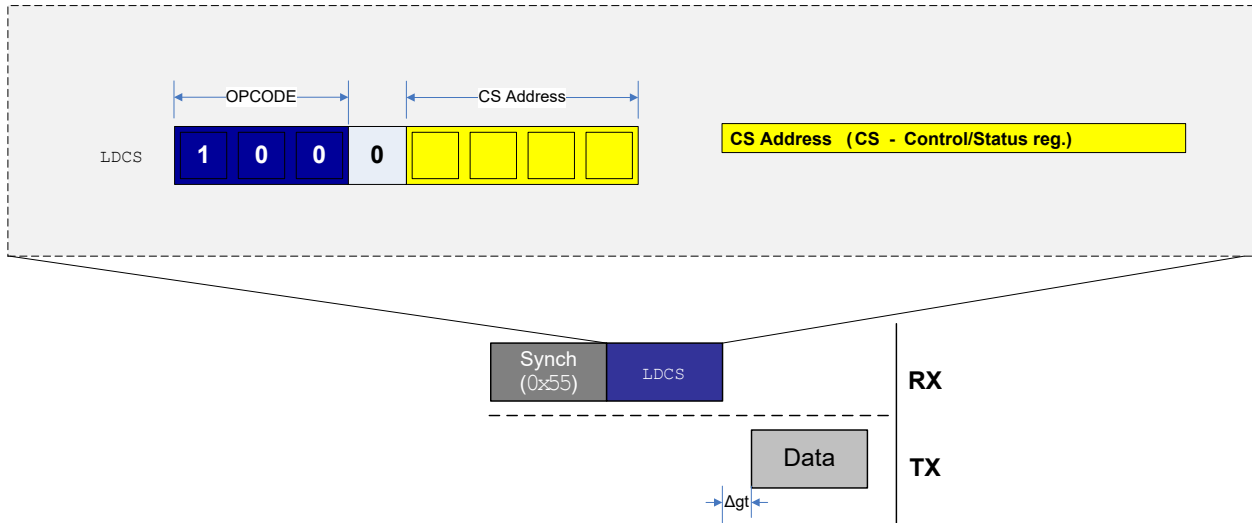 OPCODE
CS Address
LDCS
1 0 0 0
CS Address (CS - Control/Status reg.)
Synch
(0x55)
LDCS
RX
Data
TX
Δgt